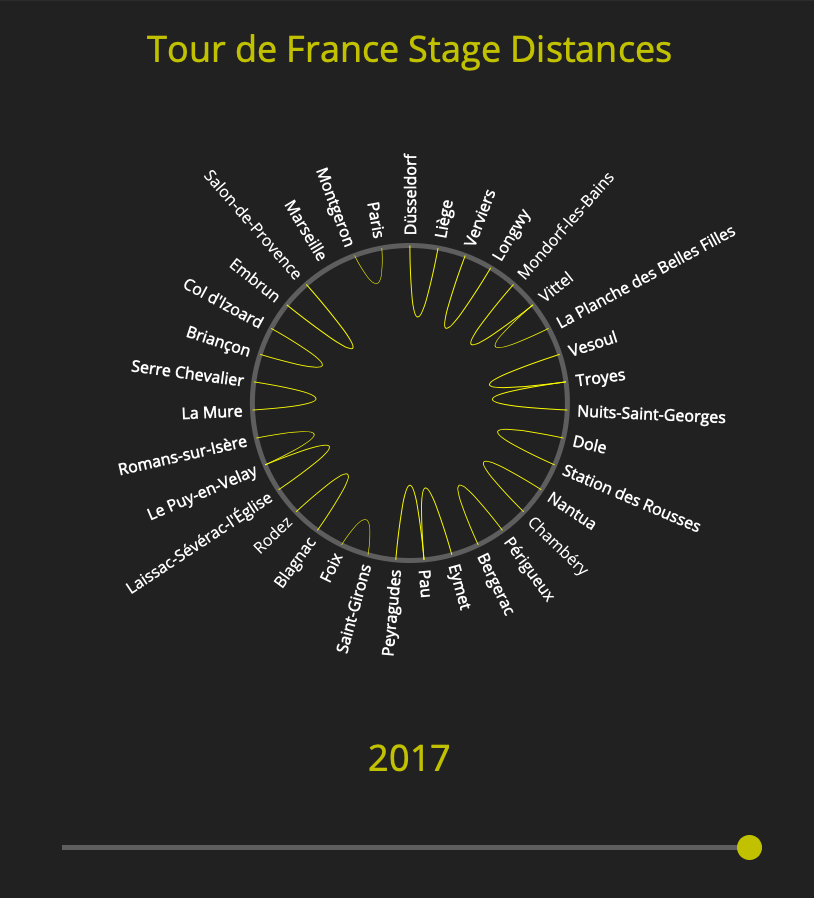 Tour de France Stage Distances
Düsseldorf
Liège
Verviers
Longwy
Mondorf-les-Bains
Vittel
La Planche des Belles Filles
Vesoul
Troyes
Nuits-Saint-Georges
Dole
Station des Rousses
Nantua
Chambéry
Périgueux
Bergerac
Eymet
Pau
Peyragudes
Saint-Girons
Foix
Blagnac
Rodez
Laissac-Sévérac-l'Église
Le Puy-en-Velay
Romans-sur-Isère
La Mure
Serre Chevalier
Briançon
Col d'Izoard
Embrun
Salon-de-Provence
Marseille
Montgeron
Paris
2017